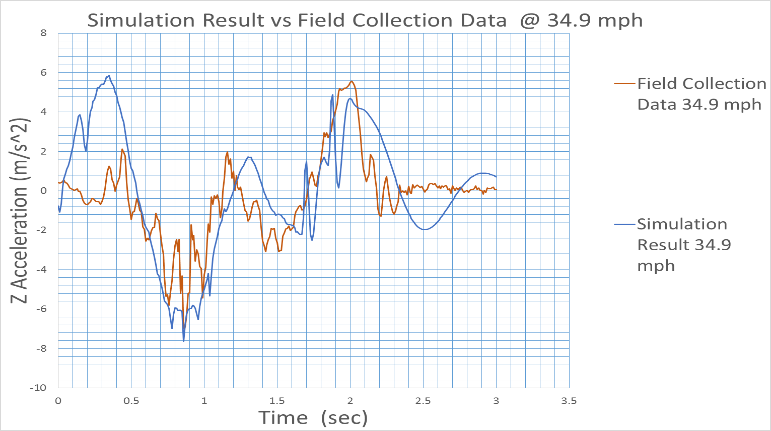 Simulation Result vs Field Collection Data @ 34.9 mph
8
6
4
2
0
-2
-4
-6
-8
-10
0
0.5
1
1.5
2
2.5
3
3.5
Z Acceleration (m/s^2)
Time (sec)
Field Collection
Data 34.9 mph
Simulation
Result 34.9
mph